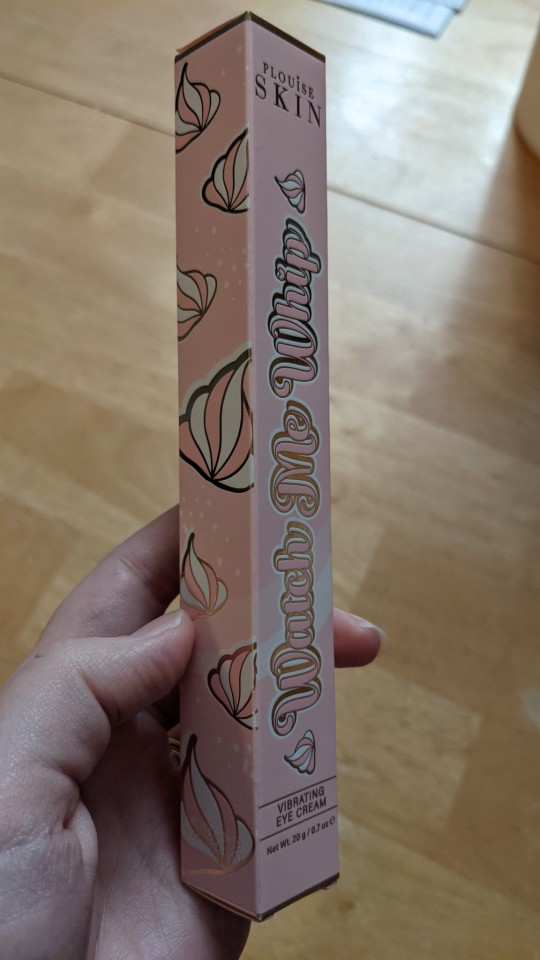 PLOUiSE
SKIN
Watch Me Whip
VIBRATING
EYE CREAM
Net Wt. 20 g / 0.7 oz ℮